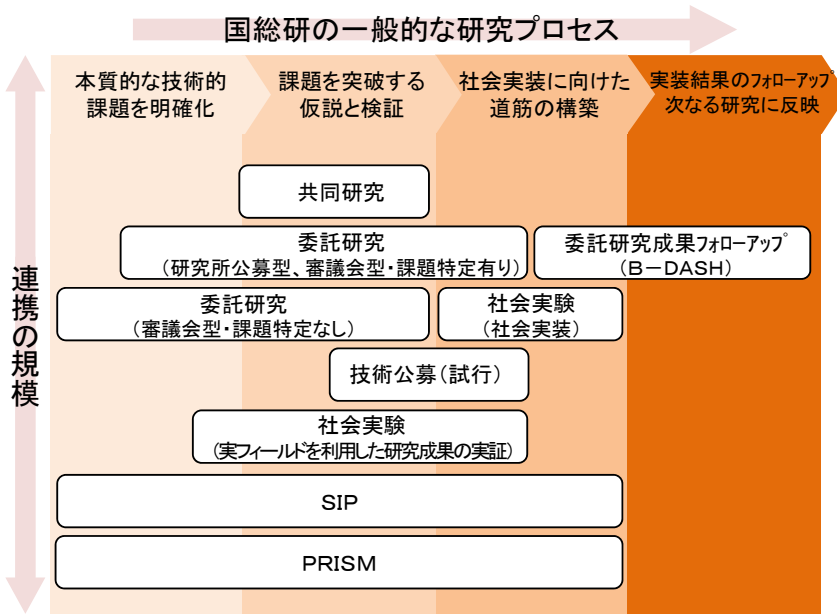 国総研の一般的な研究プロセス
本質的な技術的
課題を明確化
課題を突破する
仮説と検証
社会実装に向けた
道筋の構築
実装結果のフォローアップ
次なる研究に反映
連携の規模
共同研究
委託研究
(研究所公募型、審議会型・課題特定有り)
委託研究成果フォローアップ
(B-DASH)
委託研究
(審議会型・課題特定なし)
社会実験
(社会実装)
技術公募(試行)
社会実験
(実フィールドを利用した研究成果の実証)
SIP
PRISM